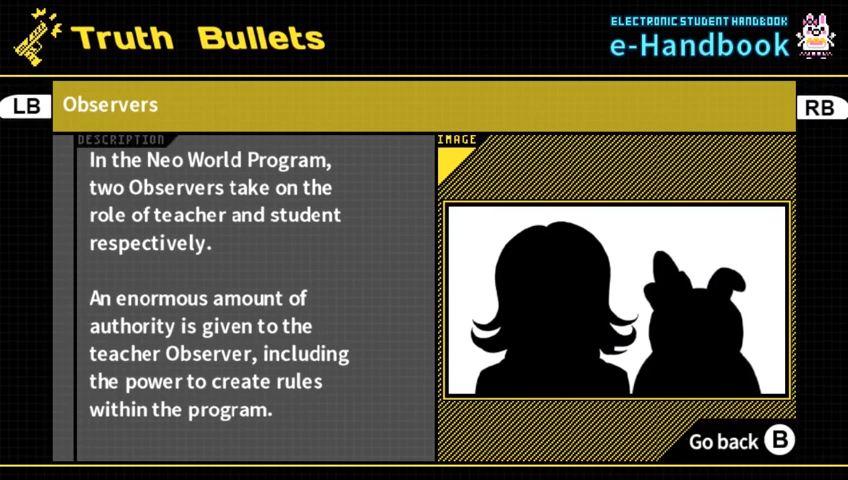 Truth Bullets
ELECTRONIC STUDENT HANDBOOK
e-Handbook
LB
Observers
RB
DESCRIPTION
IMAGE
In the Neo World Program,
two Observers take on the
role of teacher and student
respectively.
An enormous amount of
authority is given to the
teacher Observer, including
the power to create rules
within the program.
Go back B